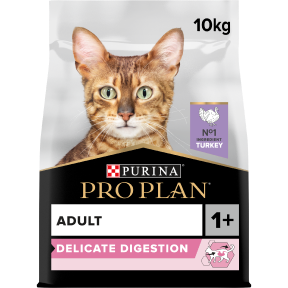 10kg
Nº1
INGREDIENT
TURKEY
PURINA
PRO PLAN®
ADULT
1+
DELICATE DIGESTION